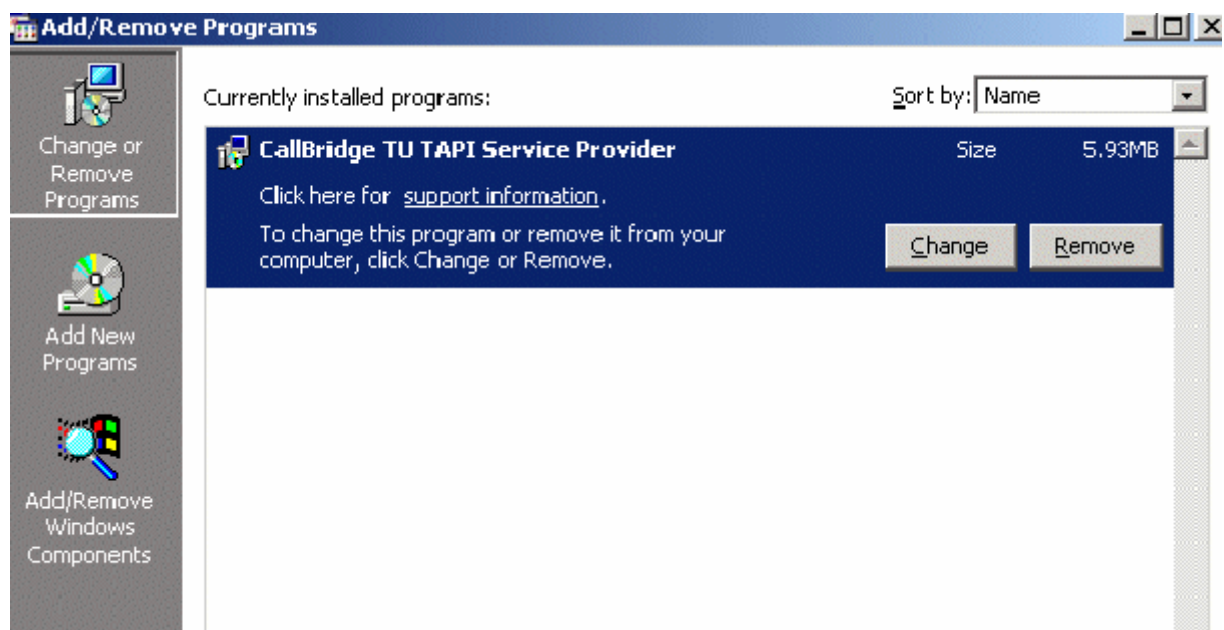 Add/Remove Programs
Change or
Remove
Programs
Add New
Programs
Add/Remove
Windows
Components
Currently installed programs:
Sort by: Name
CallBridge TU TAPI Service Provider
Size 5.93MB
Click here for support information.
To change this program or remove it from your
computer, click Change or Remove.
Change Remove